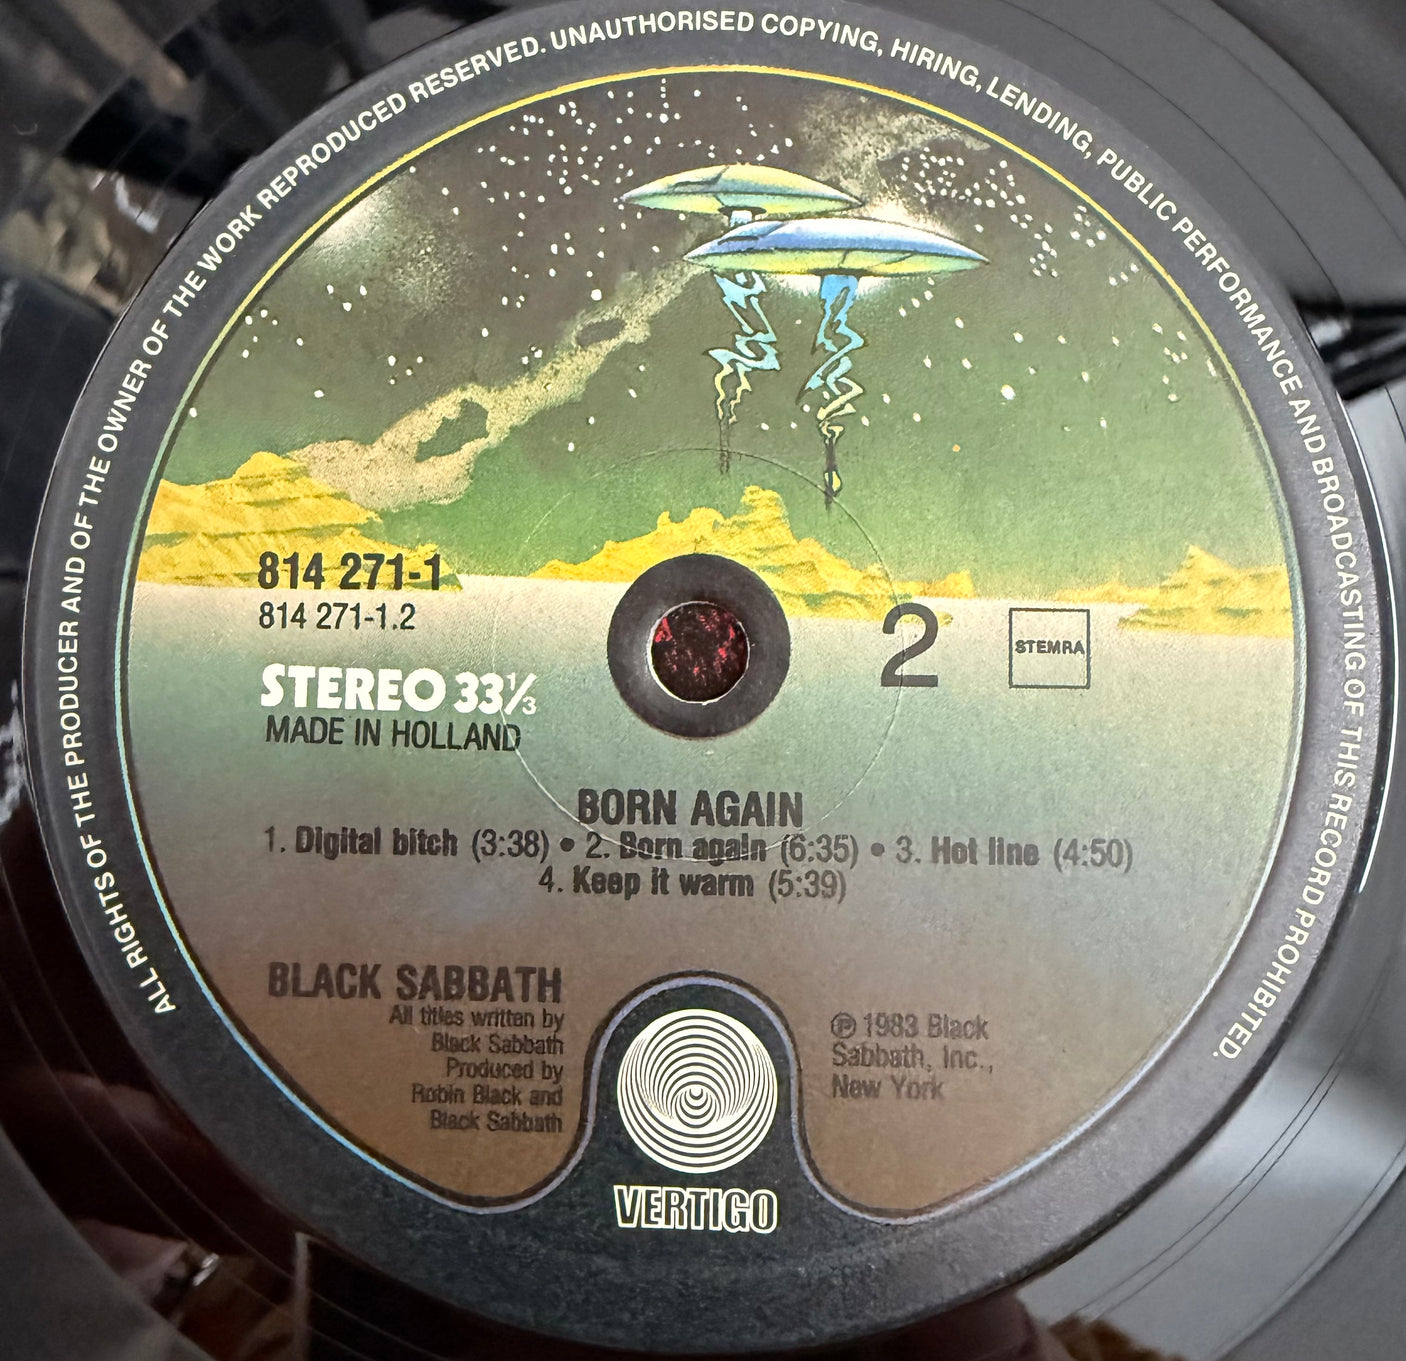 ALL RIGHTS OF THE PRODUCER AND OF THE OWNER OF THE WORK REPRODUCED RESERVED. UNAUTHORISED COPYING, HIRING, LENDING, PUBLIC PERFORMANCE AND BROADCASTING OF THIS RECORD PROHIBITED.
814 271-1
814 271-1.2
STEREO 33⅓
MADE IN HOLLAND
2
STEMRA
BORN AGAIN
1. Digital bitch (3:38) • 2. Born again (6:35) • 3. Hot line (4:50)
4. Keep it warm (5:39)
BLACK SABBATH
All titles written by
Black Sabbath
Produced by
Robin Black and
Black Sabbath
℗ 1983 Black
Sabbath, Inc.,
New York
VERTIGO